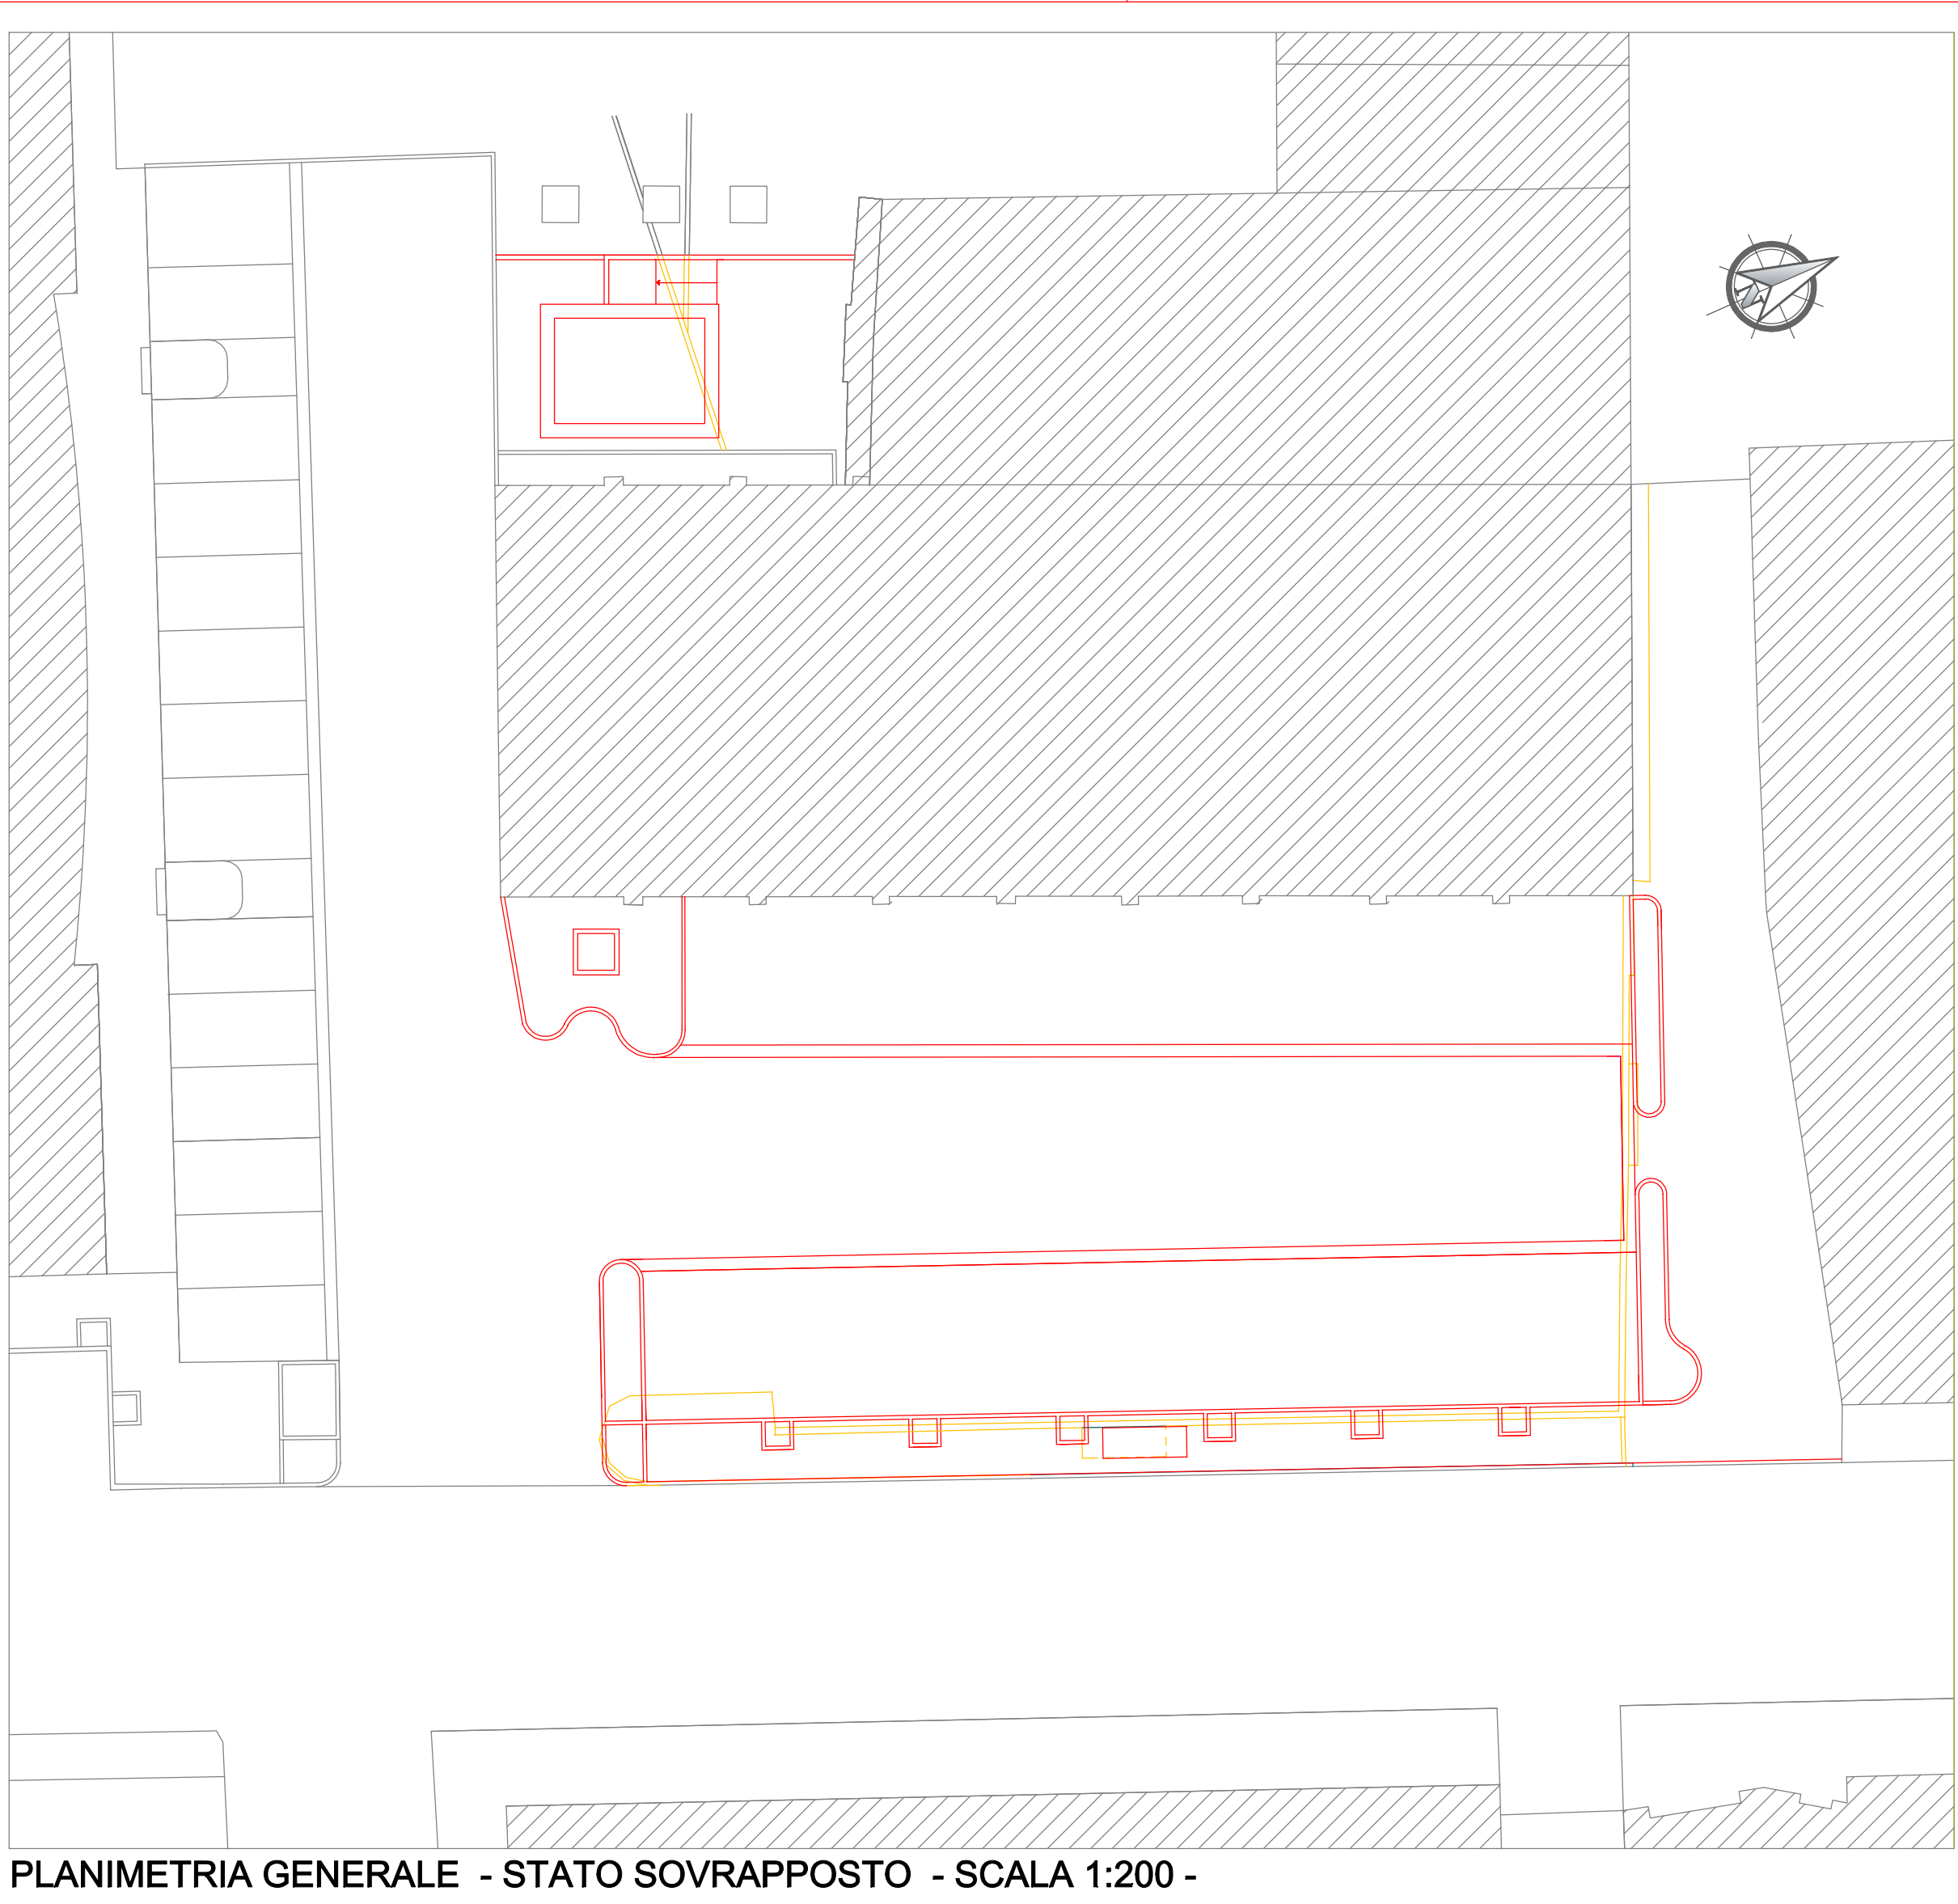 N
PLANIMETRIA GENERALE - STATO SOVRAPPOSTO - SCALA 1:200 -